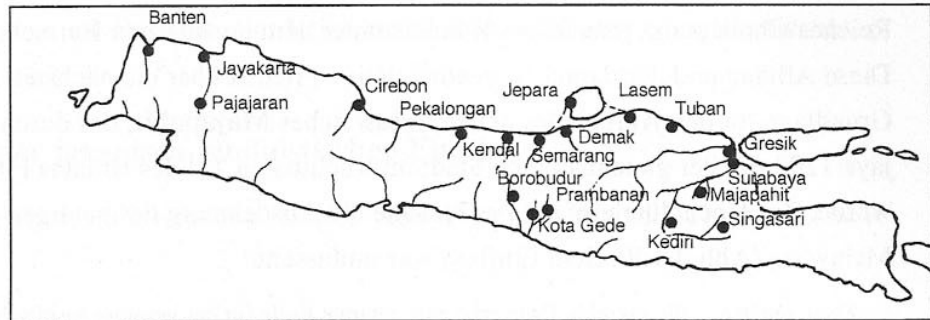 Banten
Jayakarta
Pajajaran
Cirebon
Pekalongan
Jepara
Lasem
Tuban
Kendal
Semarang
Demak
Gresik
Surabaya
Borobudur
Prambanan
Majapahit
Kota Gede
Kediri
Singasari